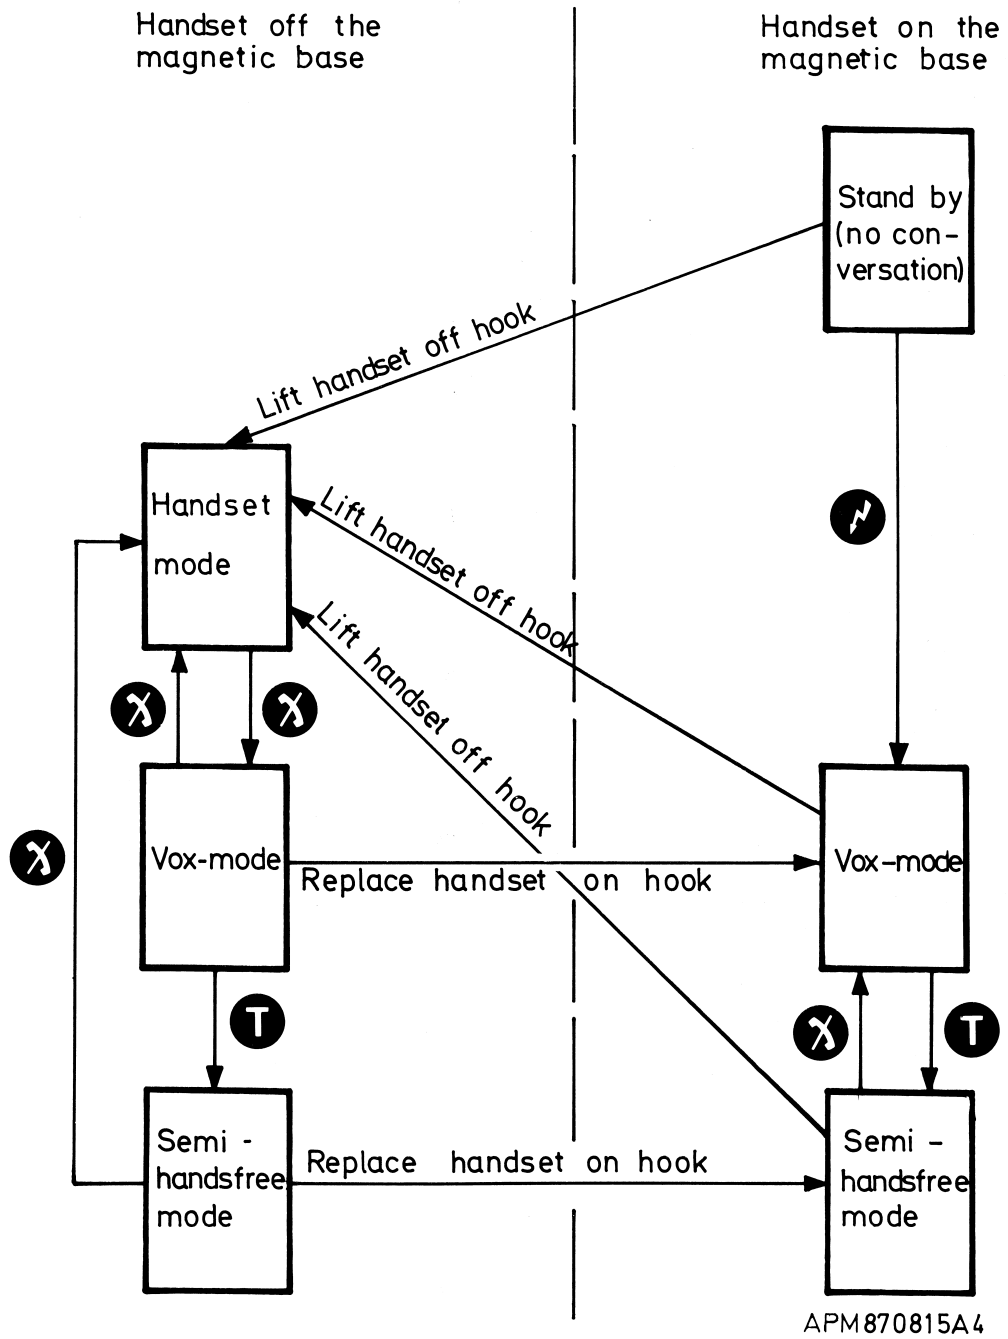 Handset off the
magnetic base
Handset on the
magnetic base
Stand by
(no con-
versation)
Lift handset off hook
Handset
mode
Lift handset off hook
Lift handset off hook
Vox-mode
Replace handset on hook
Vox-mode
T
T
Semi-
handsfree
mode
Replace handset on hook
Semi-
handsfree
mode
APM870815A4